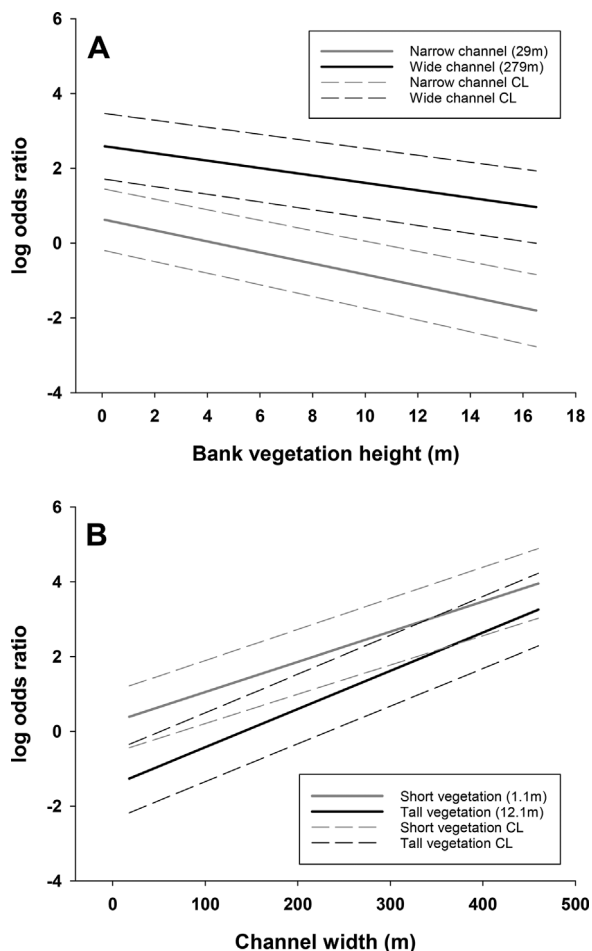 6
A
Narrow channel (29m)
Wide channel (279m)
Narrow channel CL
Wide channel CL
4
2
0
-2
-4
log odds ratio
0 2 4 6 8 10 12 14 16 18
Bank vegetation height (m)
6
B
4
2
0
-2
-4
log odds ratio
Short vegetation (1.1m)
Tall vegetation (12.1m)
Short vegetation CL
Tall vegetation CL
0 100 200 300 400 500
Channel width (m)